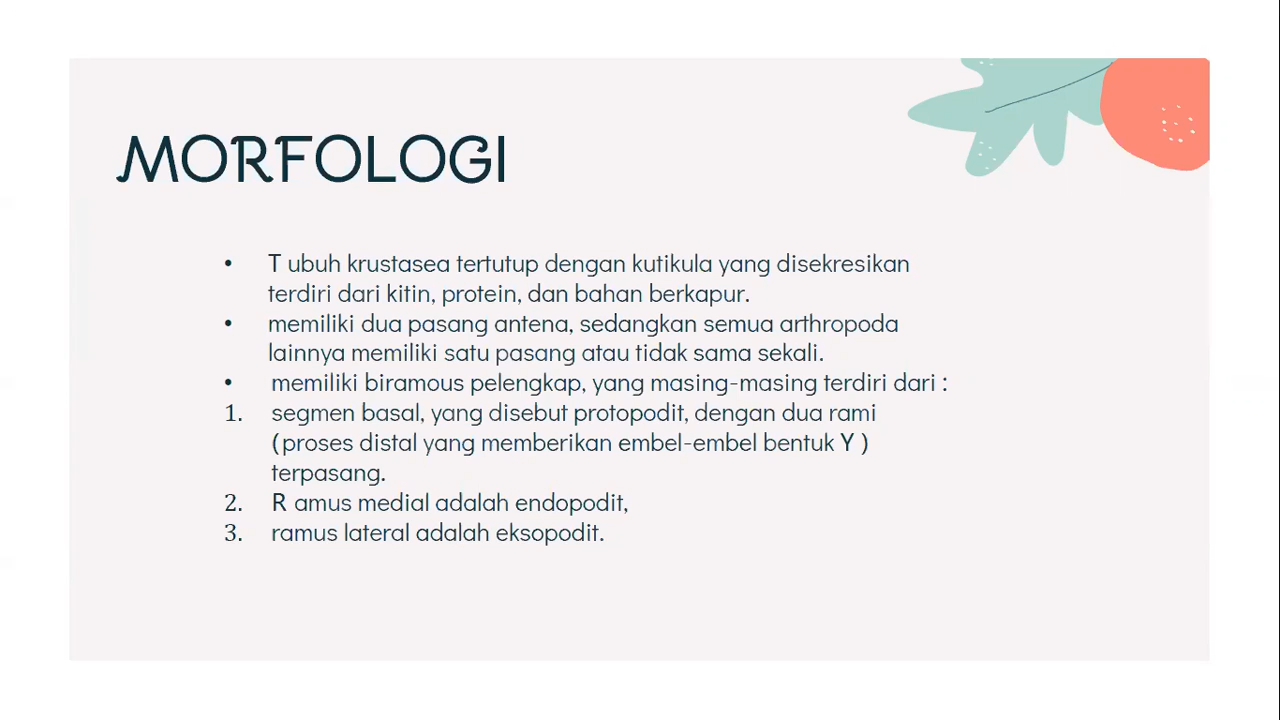 MORFOLOGI
• T ubuh krustasea tertutup dengan kutikula yang disekresikan
terdiri dari kitin, protein, dan bahan berkapur.
• memiliki dua pasang antena, sedangkan semua arthropoda
lainnya memiliki satu pasang atau tidak sama sekali.
• memiliki biramous pelengkap, yang masing-masing terdiri dari :
1. segmen basal, yang disebut protopodit, dengan dua rami
(proses distal yang memberikan embel-embel bentuk Y )
terpasang.
2. R amus medial adalah endopodit,
3. ramus lateral adalah eksopodit.